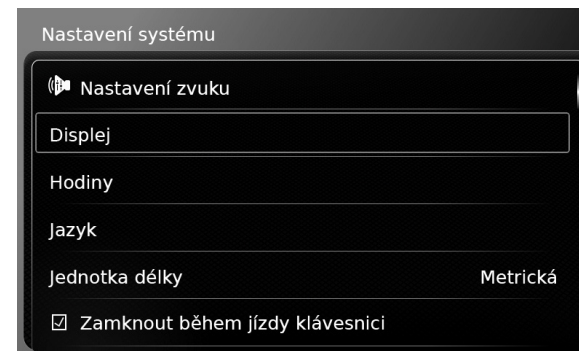 Nastavení systému
Nastavení zvuku
Displej
Hodiny
Jazyk
Jednotka délky Metrická
Zamknout během jízdy klávesnici